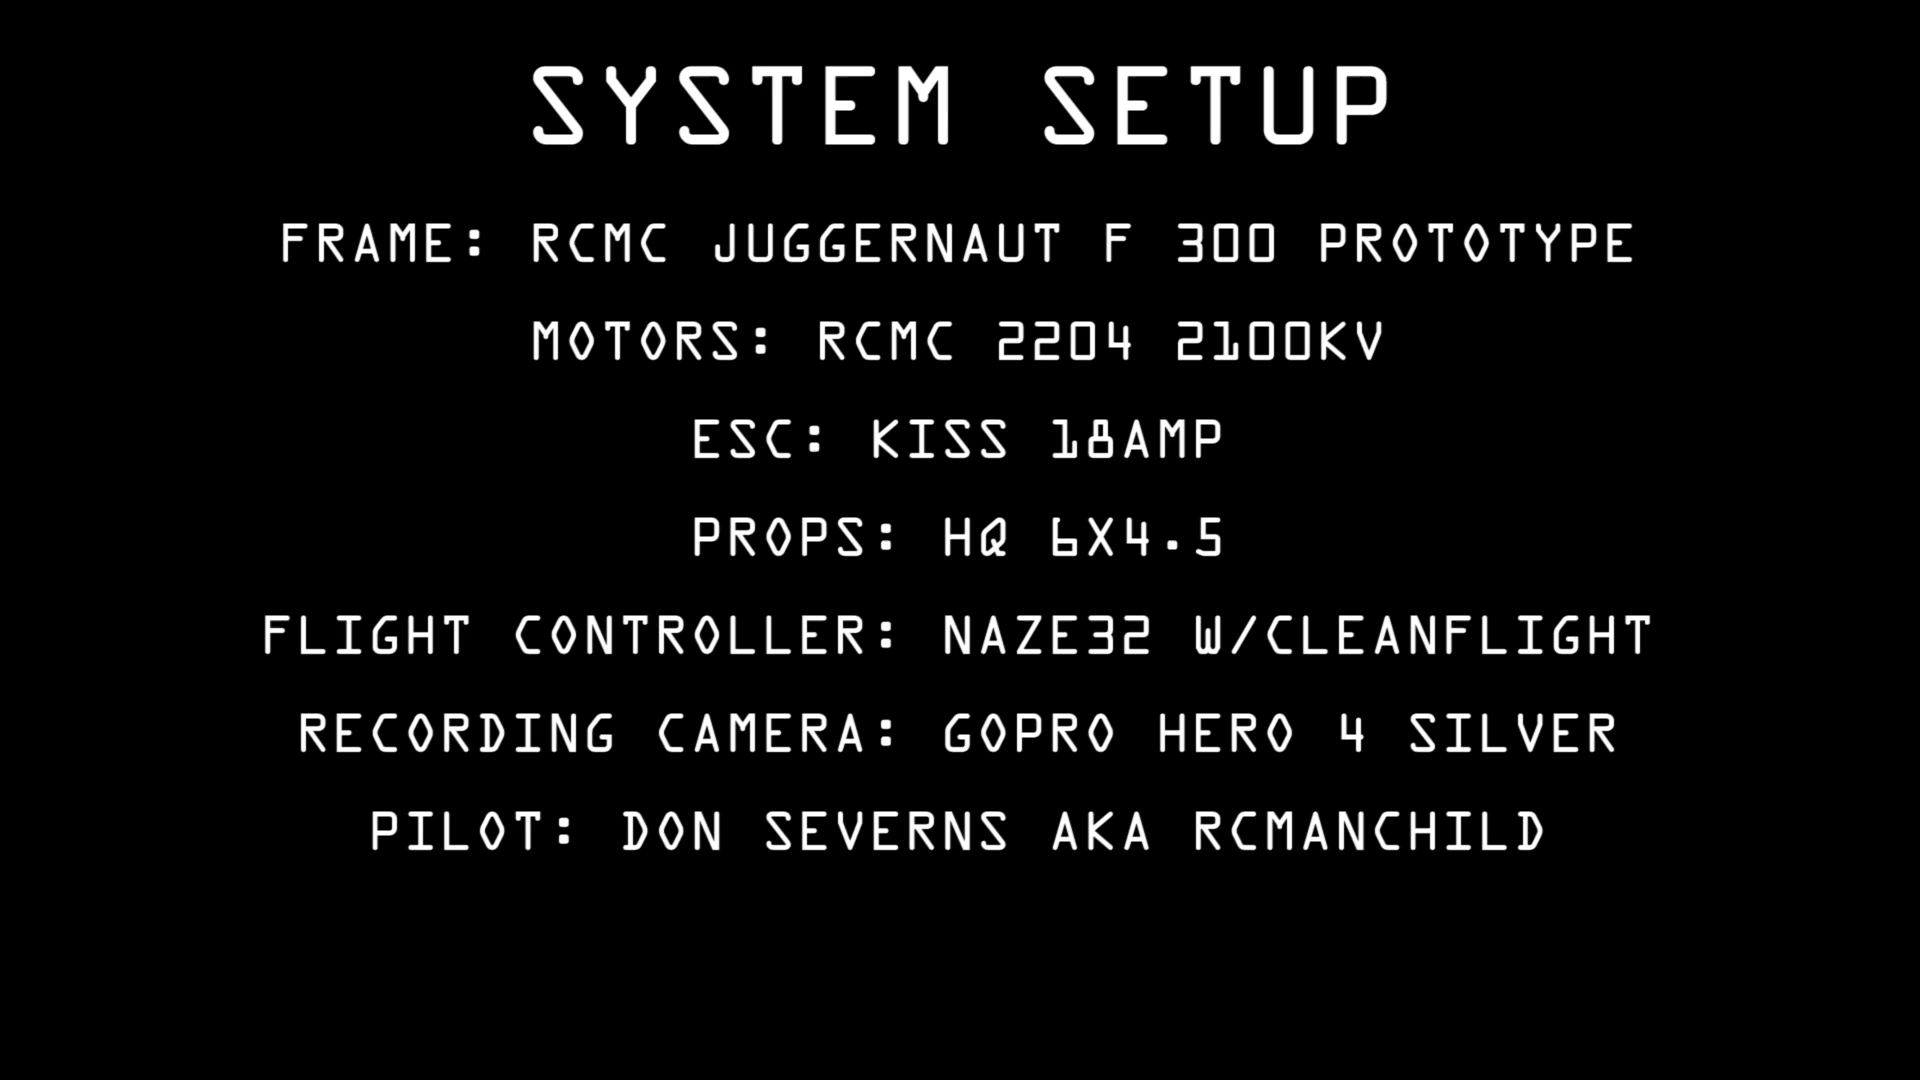 SYSTEM SETUP
FRAME: RCMC JUGGERNAUT F 300 PROTOTYPE
MOTORS: RCMC 2204 2100KV
ESC: KISS 18AMP
PROPS: HQ 6X4.5
FLIGHT CONTROLLER: NAZE32 W/CLEANFLIGHT
RECORDING CAMERA: GOPRO HERO 4 SILVER
PILOT: DON SEVERNS AKA RCMANCHILD